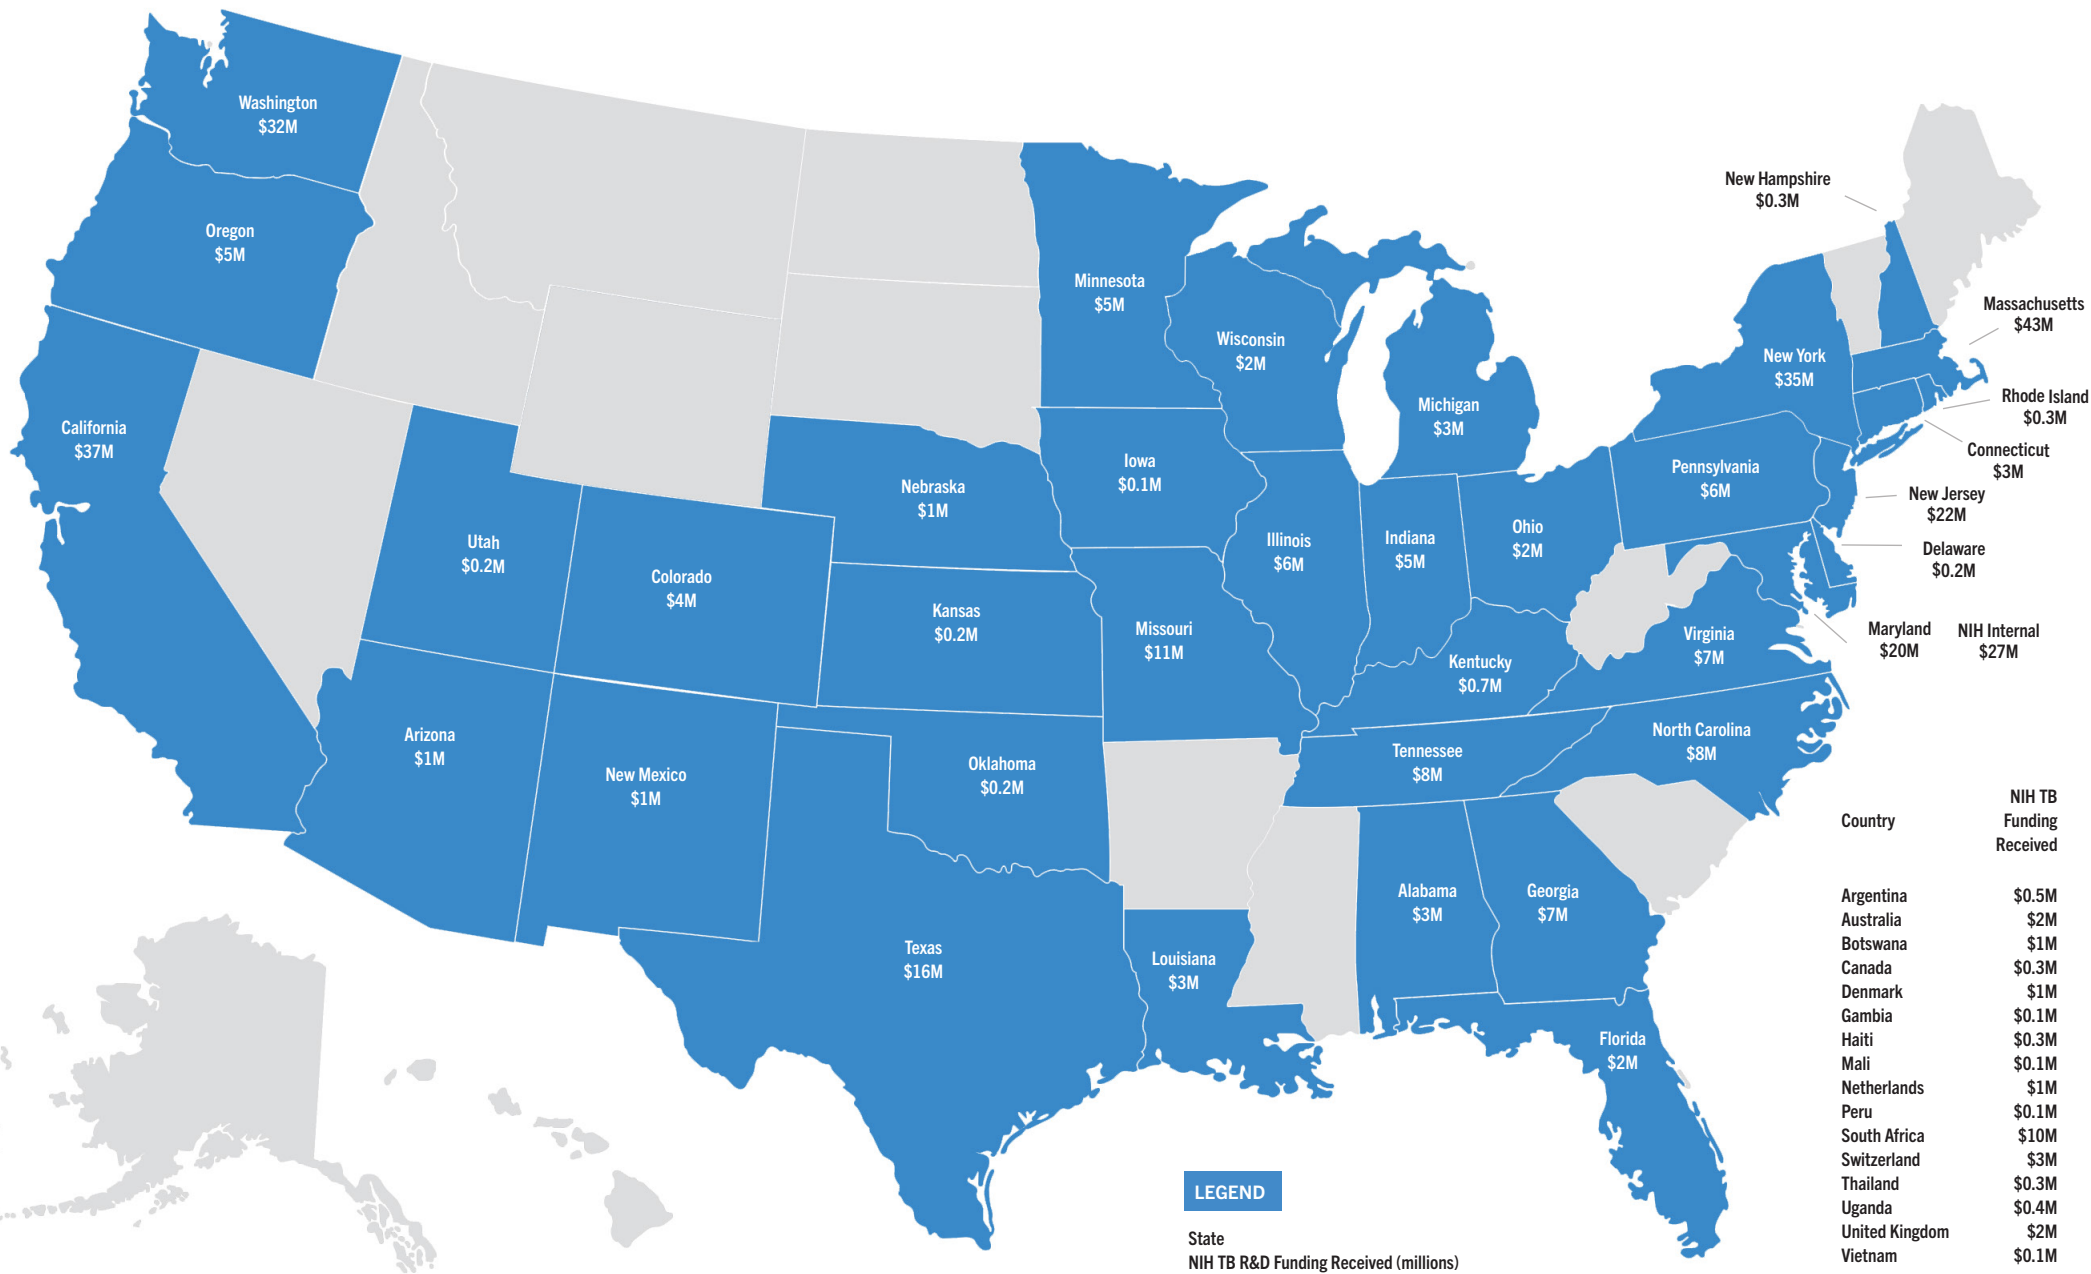 Washington
$32M
Oregon
$5M
California
$37M
Utah
$0.2M
Colorado
$4M
Arizona
$1M
New Mexico
$1M
Nebraska
$1M
Kansas
$0.2M
Oklahoma
$0.2M
Texas
$16M
Minnesota
$5M
Iowa
$0.1M
Missouri
$11M
Louisiana
$3M
Wisconsin
$2M
Illinois
$6M
Michigan
$3M
Indiana
$5M
Ohio
$2M
Kentucky
$0.7M
Tennessee
$8M
Alabama
$3M
Georgia
$7M
Florida
$2M
North Carolina
$8M
Virginia
$7M
Pennsylvania
$6M
New York
$35M
New Hampshire
$0.3M
Massachusetts
$43M
Rhode Island
$0.3M
Connecticut
$3M
New Jersey
$22M
Delaware
$0.2M
Maryland
$20M
NIH Internal
$27M
LEGEND
State
NIH TB R&D Funding Received (millions)
Country
NIH TB
Funding
Received
Argentina $0.5M
Australia $2M
Botswana $1M
Canada $0.3M
Denmark $1M
Gambia $0.1M
Haiti $0.3M
Mali $0.1M
Netherlands $1M
Peru $0.1M
South Africa $10M
Switzerland $3M
Thailand $0.3M
Uganda $0.4M
United Kingdom $2M
Vietnam $0.1M